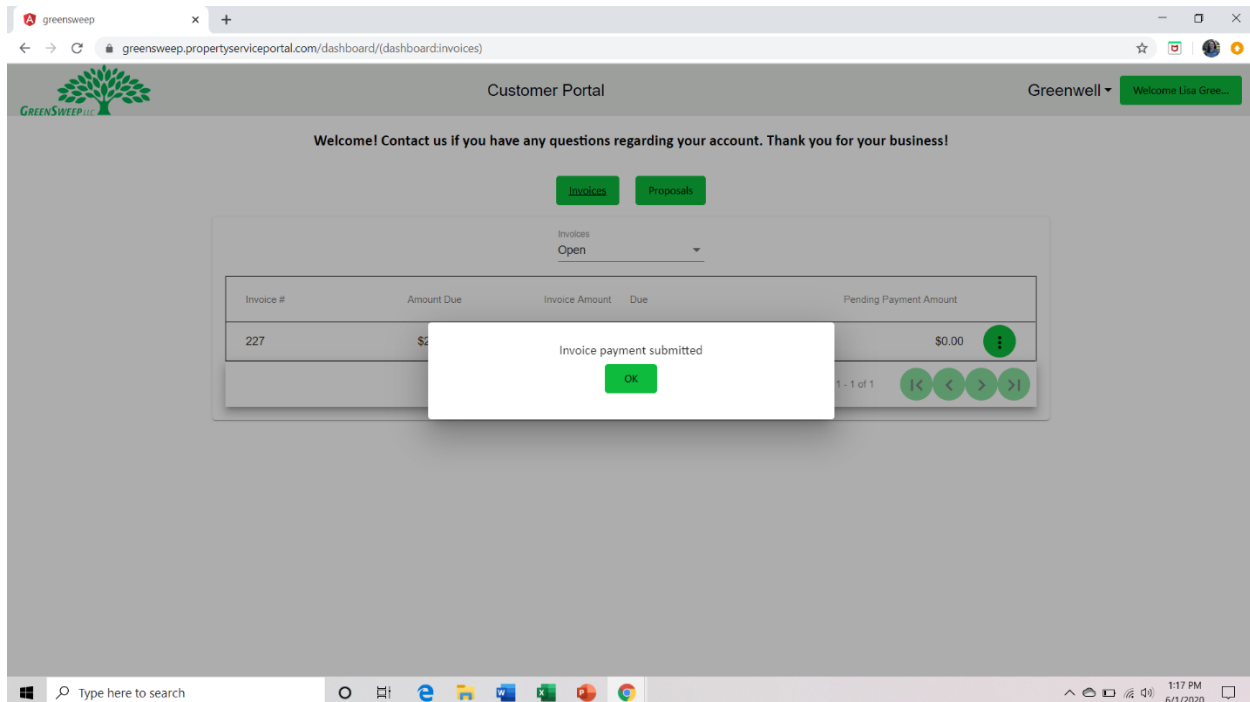 greensweep
greensweep.propertyserviceportal.com/dashboard/(dashboard:invoices)
GREENSWEEP LLC
Customer Portal
Greenwell
Welcome Lisa Gree...
Welcome! Contact us if you have any questions regarding your account. Thank you for your business!
Invoices
Proposals
Invoices
Open
Invoice # Amount Due Invoice Amount Due Pending Payment Amount
227 $2 $0.00
Invoice payment submitted
OK
1 - 1 of 1
Type here to search
1:17 PM
6/1/2020